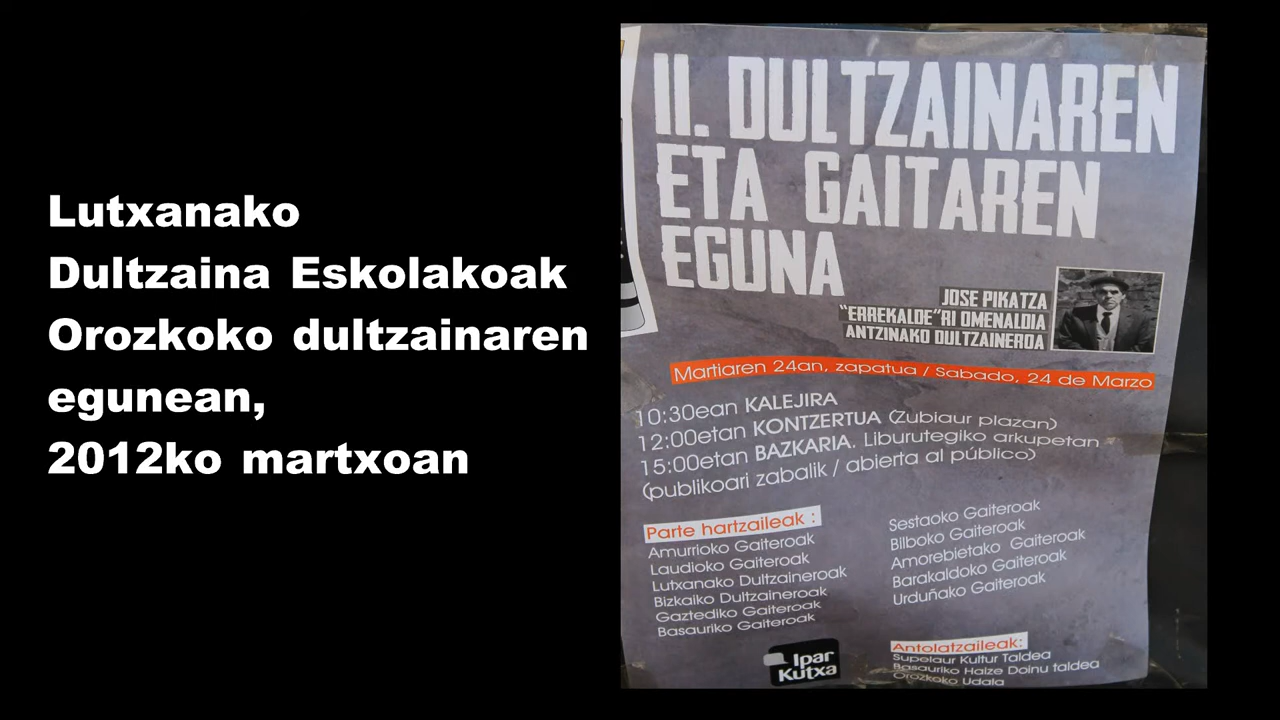 Lutxanako
Dultzaina Eskolakoak
Orozkoko dultzainaren
egunean,
2012ko martxoan
II. DULTZAINAREN
ETA GAITAREN
EGUNA
JOSE PIKATZA
"ERREKALDE"RI OMENALDIA
ANTZINAKO DULTZAINEROA
Martiaren 24an, zapatua / Sabado, 24 de Marzo
10:30ean KALEJIRA
12:00etan KONTZERTUA (Zubiaur plazan)
15:00etan BAZKARIA. Liburutegiko arkupetan
(publikoari zabalik / abierta al público)
Parte hartzaileak :
Amurrioko Gaiteroak
Laudioko Gaiteroak
Lutxanako Dultzaineroak
Bizkaiko Dultzaineroak
Gaztediko Gaiteroak
Basauriko Gaiteroak
Sestaoko Gaiteroak
Bilboko Gaiteroak
Amorebietako Gaiteroak
Barakaldoko Gaiteroak
Urduñako Gaiteroak
Ipar
Kutxa
Antolatzaileak:
Supelaur Kultur Taldea
Basauriko Haize Doinu taldea
Orozkoko Udala